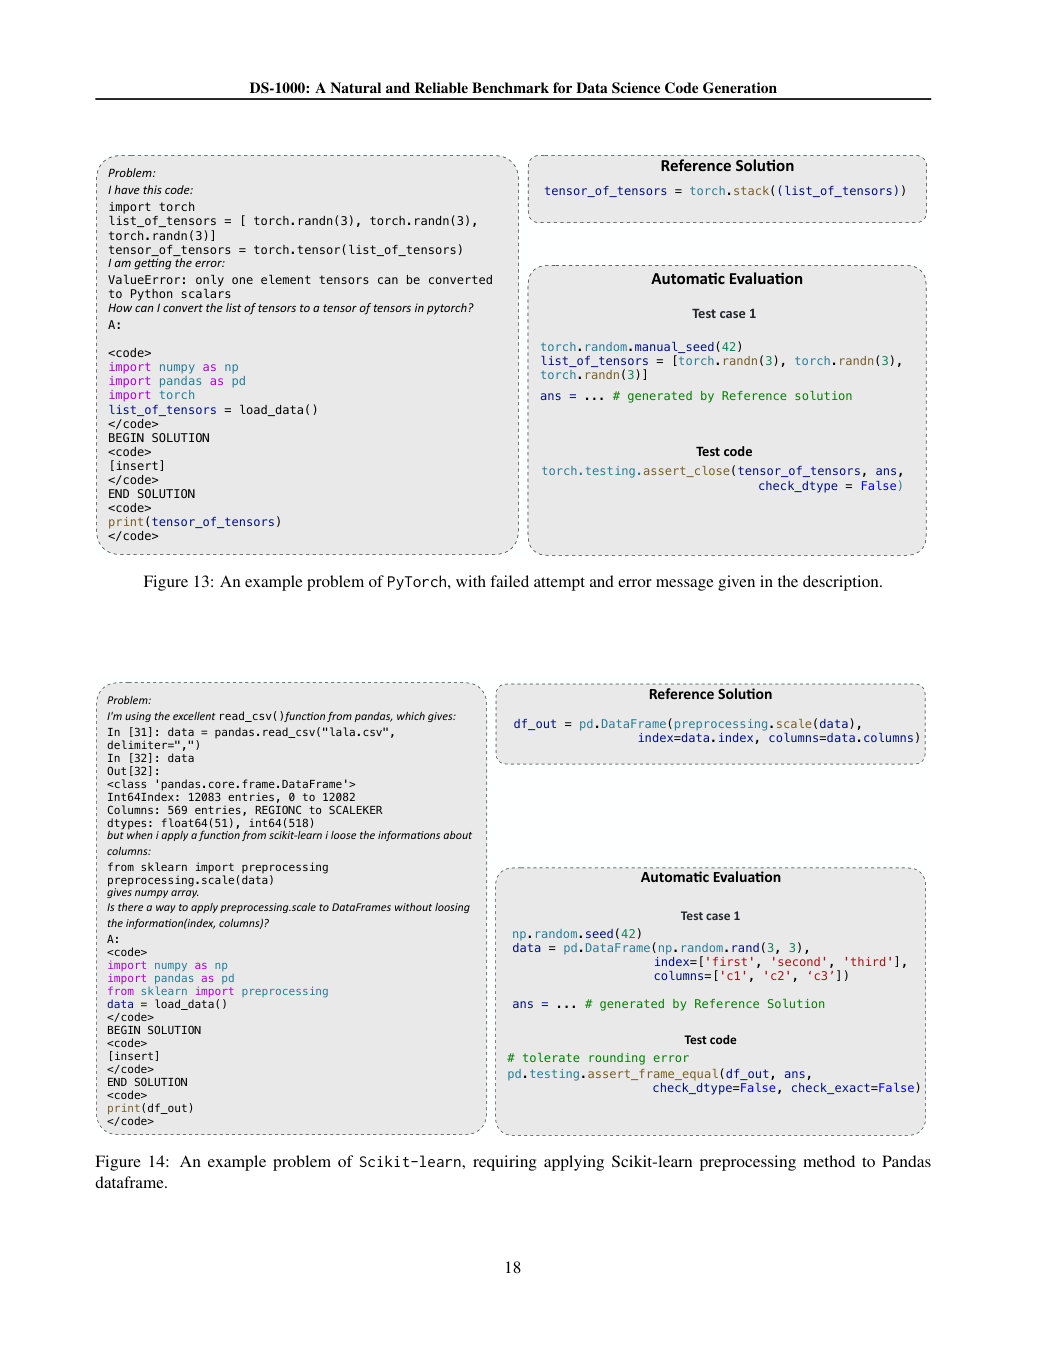 DS-1000: A Natural and Reliable Benchmark for Data Science Code Generation
Problem:
I have this code:
import torch
list_of_tensors = [ torch.randn(3), torch.randn(3),
torch.randn(3)]
tensor_of_tensors = torch.tensor(list_of_tensors)
I am getting the error:
ValueError: only one element tensors can be converted
to Python scalars
How can I convert the list of tensors to a tensor of tensors in pytorch?
A:
<code>
import numpy as np
import pandas as pd
import torch
list_of_tensors = load_data()
</code>
BEGIN SOLUTION
<code>
[insert]
</code>
END SOLUTION
<code>
print(tensor_of_tensors)
</code>
Reference Solution
tensor_of_tensors = torch.stack((list_of_tensors))
Automatic Evaluation
Test case 1
torch.random.manual_seed(42)
list_of_tensors = [torch.randn(3), torch.randn(3),
torch.randn(3)]
ans = ... # generated by Reference solution
Test code
torch.testing.assert_close(tensor_of_tensors, ans,
check_dtype = False)
Figure 13: An example problem of PyTorch, with failed attempt and error message given in the description.
Problem:
I'm using the excellent read_csv()function from pandas, which gives:
In [31]: data = pandas.read_csv("lala.csv",
delimiter=",")
In [32]: data
Out[32]:
<class 'pandas.core.frame.DataFrame'>
Int64Index: 12083 entries, 0 to 12082
Columns: 569 entries, REGIONC to SCALEKER
dtypes: float64(51), int64(518)
but when i apply a function from scikit-learn i loose the informations about
columns:
from sklearn import preprocessing
preprocessing.scale(data)
gives numpy array.
Is there a way to apply preprocessing.scale to DataFrames without loosing
the information(index, columns)?
A:
<code>
import numpy as np
import pandas as pd
from sklearn import preprocessing
data = load_data()
</code>
BEGIN SOLUTION
<code>
[insert]
</code>
END SOLUTION
<code>
print(df_out)
</code>
Reference Solution
df_out = pd.DataFrame(preprocessing.scale(data),
index=data.index, columns=data.columns)
Automatic Evaluation
Test case 1
np.random.seed(42)
data = pd.DataFrame(np.random.rand(3, 3),
index=['first', 'second', 'third'],
columns=['c1', 'c2', ‘c3’])
ans = ... # generated by Reference Solution
Test code
# tolerate rounding error
pd.testing.assert_frame_equal(df_out, ans,
check_dtype=False, check_exact=False)
Figure 14: An example problem of Scikit-learn, requiring applying Scikit-learn preprocessing method to Pandas
dataframe.
18